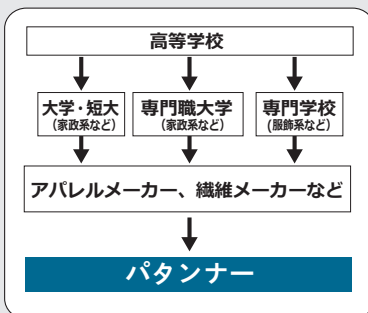 高等学校
大学・短大 専門職大学 専門学校
(家政系など) (家政系など) (服飾系など)
アパレルメーカー、繊維メーカーなど
パタンナー